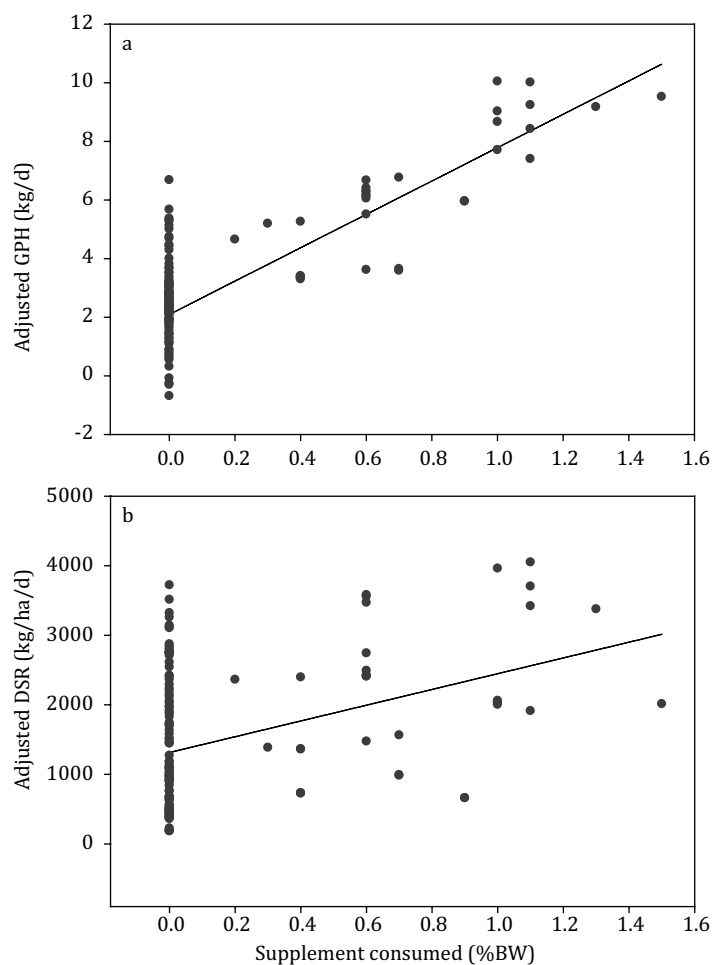 12
a
10
8
6
4
2
0
-2
Adjusted GPH (kg/d)
0.0 0.2 0.4 0.6 0.8 1.0 1.2 1.4 1.6
5000
b
4000
3000
2000
1000
0
Adjusted DSR (kg/ha/d)
0.0 0.2 0.4 0.6 0.8 1.0 1.2 1.4 1.6
Supplement consumed (%BW)